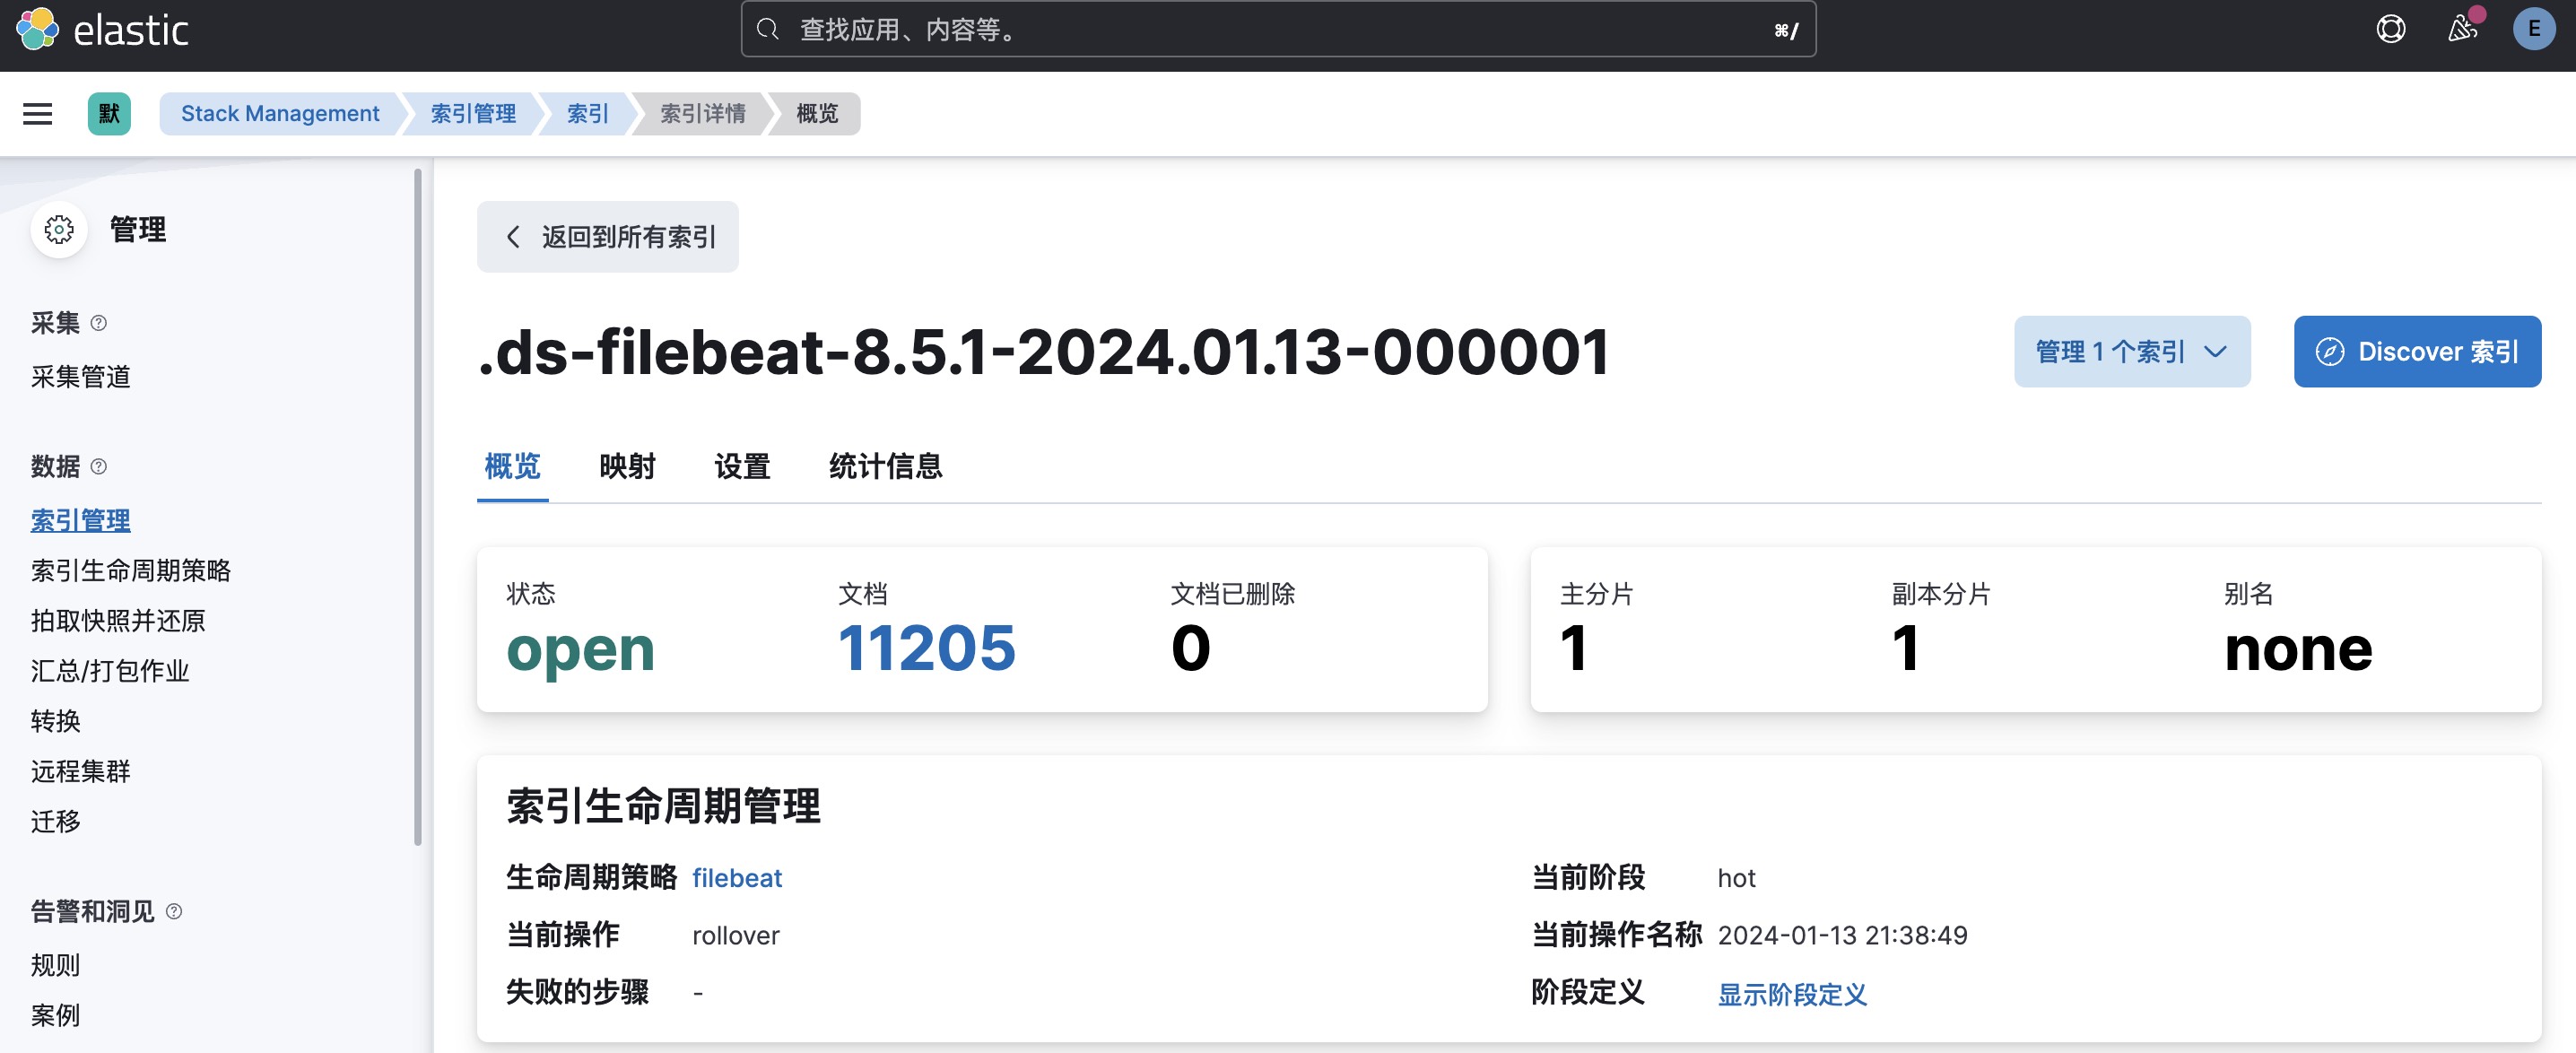 elastic
查找应用、内容等。
⌘/
E
默
Stack Management
索引管理
索引
索引详情
概览
管理
采集
采集管道
数据
索引管理
索引生命周期策略
拍取快照并还原
汇总/打包作业
转换
远程集群
迁移
告警和洞见
规则
案例
返回到所有索引
.ds-filebeat-8.5.1-2024.01.13-000001
管理 1 个索引
Discover 索引
概览 映射 设置 统计信息
状态 文档 文档已删除
open 11205 0
主分片 副本分片 别名
1 1 none
索引生命周期管理
生命周期策略 filebeat
当前操作 rollover
失败的步骤 -
当前阶段 hot
当前操作名称 2024-01-13 21:38:49
阶段定义 显示阶段定义